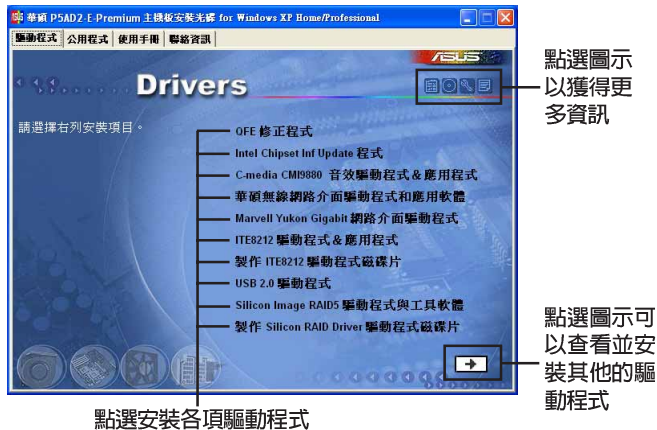 華碩 P5AD2-E-Premium 主機板安裝光碟 for Windows XP Home/Professional
驅動程式 公用程式 使用手冊 聯絡資訊
/ISUS
Drivers
請選擇右列安裝項目。
QFE 修正程式
Intel Chipset Inf Update 程式
C-media CMI9880 音效驅動程式&應用程式
華碩無線網路介面驅動程式和應用軟體
Marvell Yukon Gigabit 網路介面驅動程式
ITE8212 驅動程式&應用程式
製作 ITE8212 驅動程式磁碟片
USB 2.0 驅動程式
Silicon Image RAID5 驅動程式與工具軟體
製作 Silicon RAID Driver 驅動程式磁碟片
點選圖示
以獲得更
多資訊
點選圖示可
以查看並安
裝其他的驅
動程式
點選安裝各項驅動程式